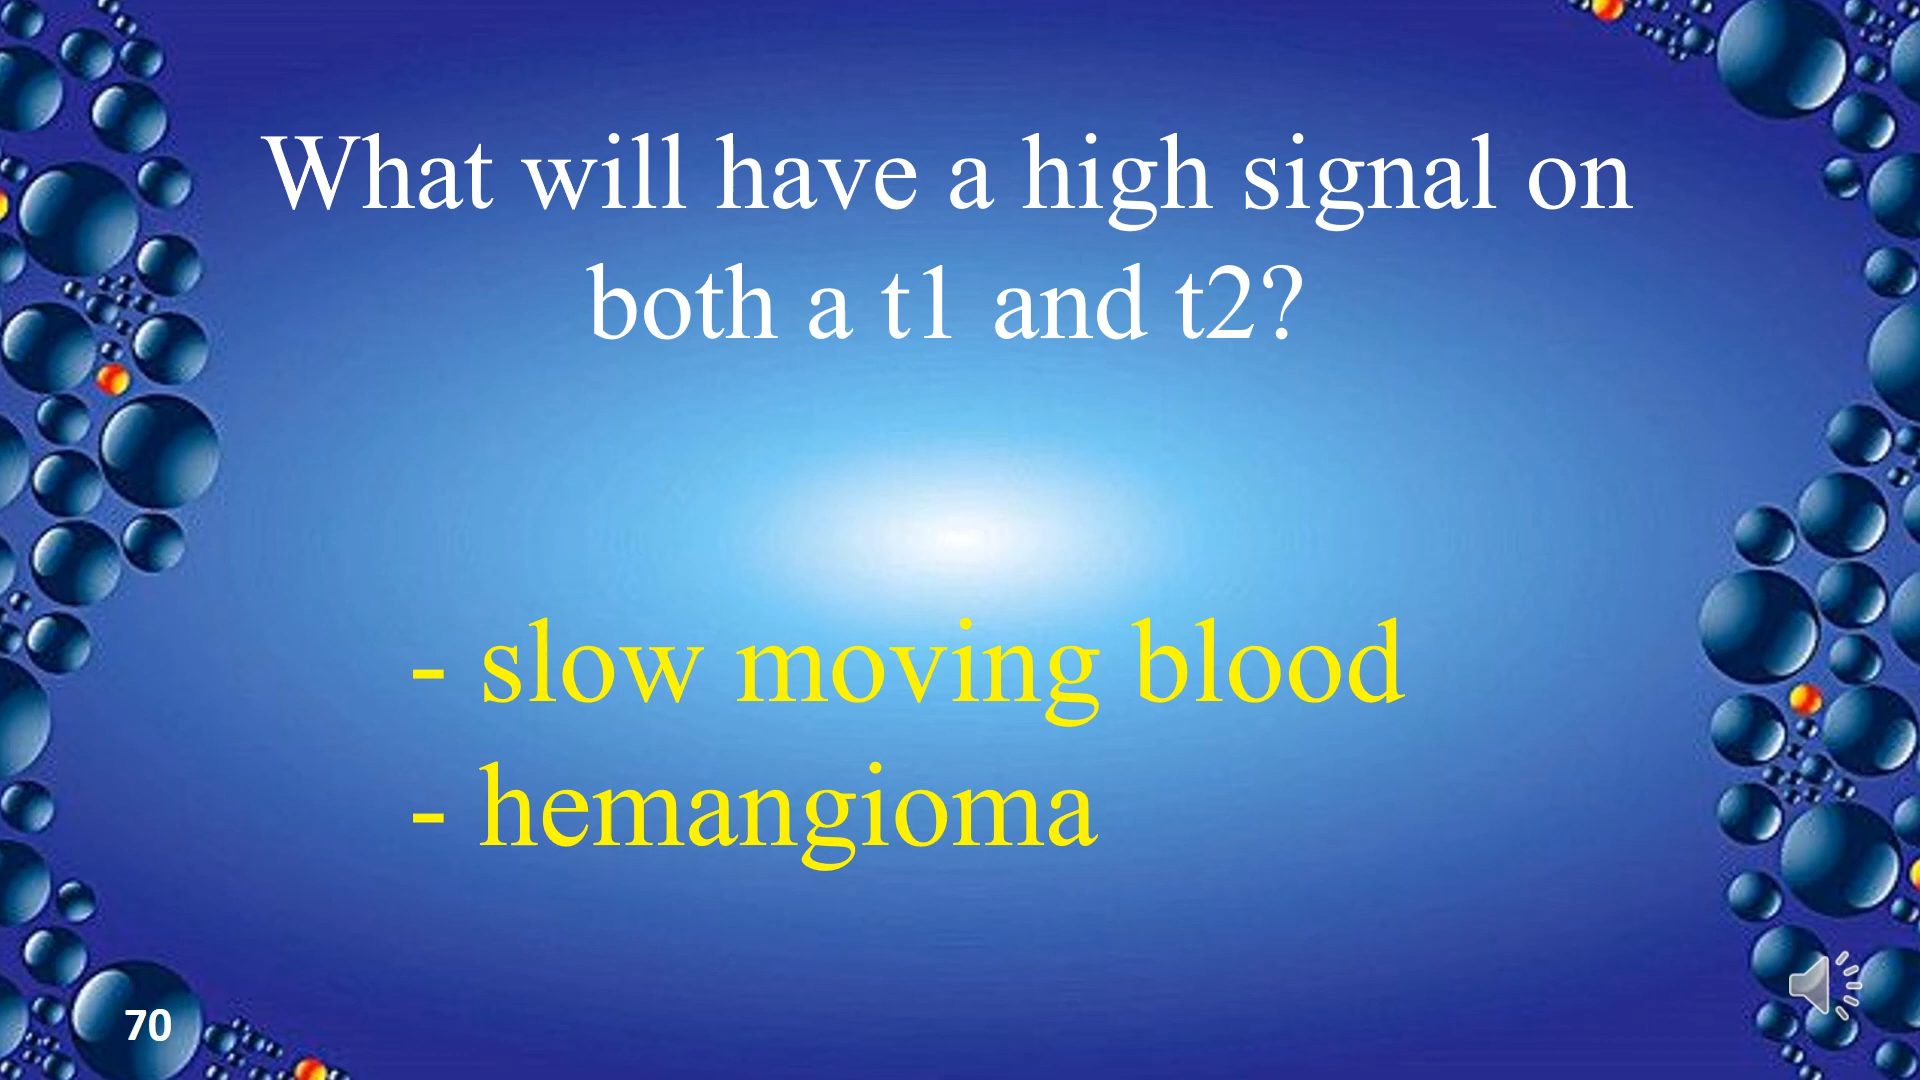 What will have a high signal on
both a t1 and t2?
- slow moving blood
- hemangioma
70